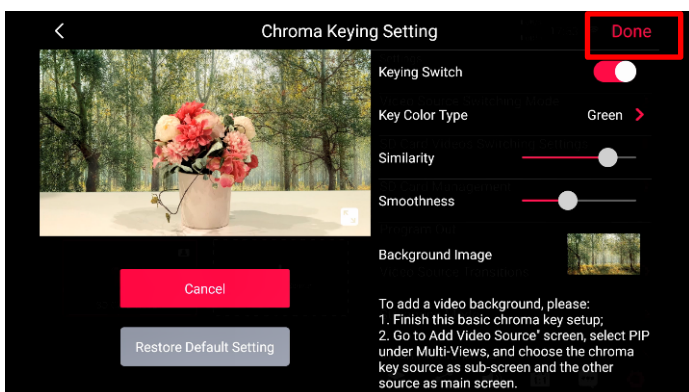 Chroma Keying Setting
Done
Keying Switch
Key Color Type
Green
Similarity
Smoothness
Background Image
Cancel
Restore Default Setting
To add a video background, please:
1. Finish this basic chroma key setup;
2. Go to Add Video Source" screen, select PIP
under Multi-Views, and choose the chroma
key source as sub-screen and the other
source as main screen.